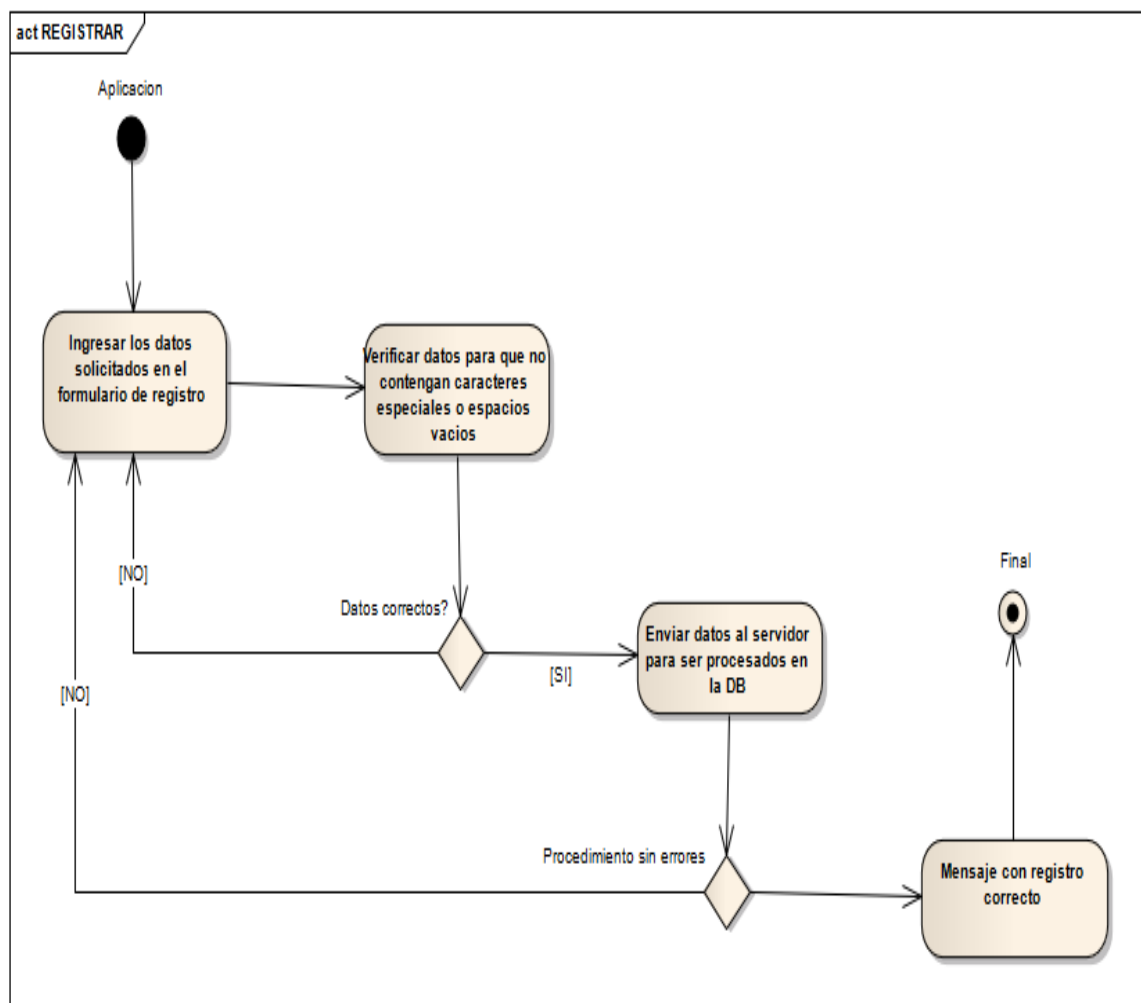 act REGISTRAR
Aplicacion
Ingresar los datos
solicitados en el
formulario de registro
Verificar datos para que no
contengan caracteres
especiales o espacios
vacios
[NO]
Datos correctos?
[SI]
Enviar datos al servidor
para ser procesados en
la DB
Final
[NO]
Procedimiento sin errores
Mensaje con registro
correcto